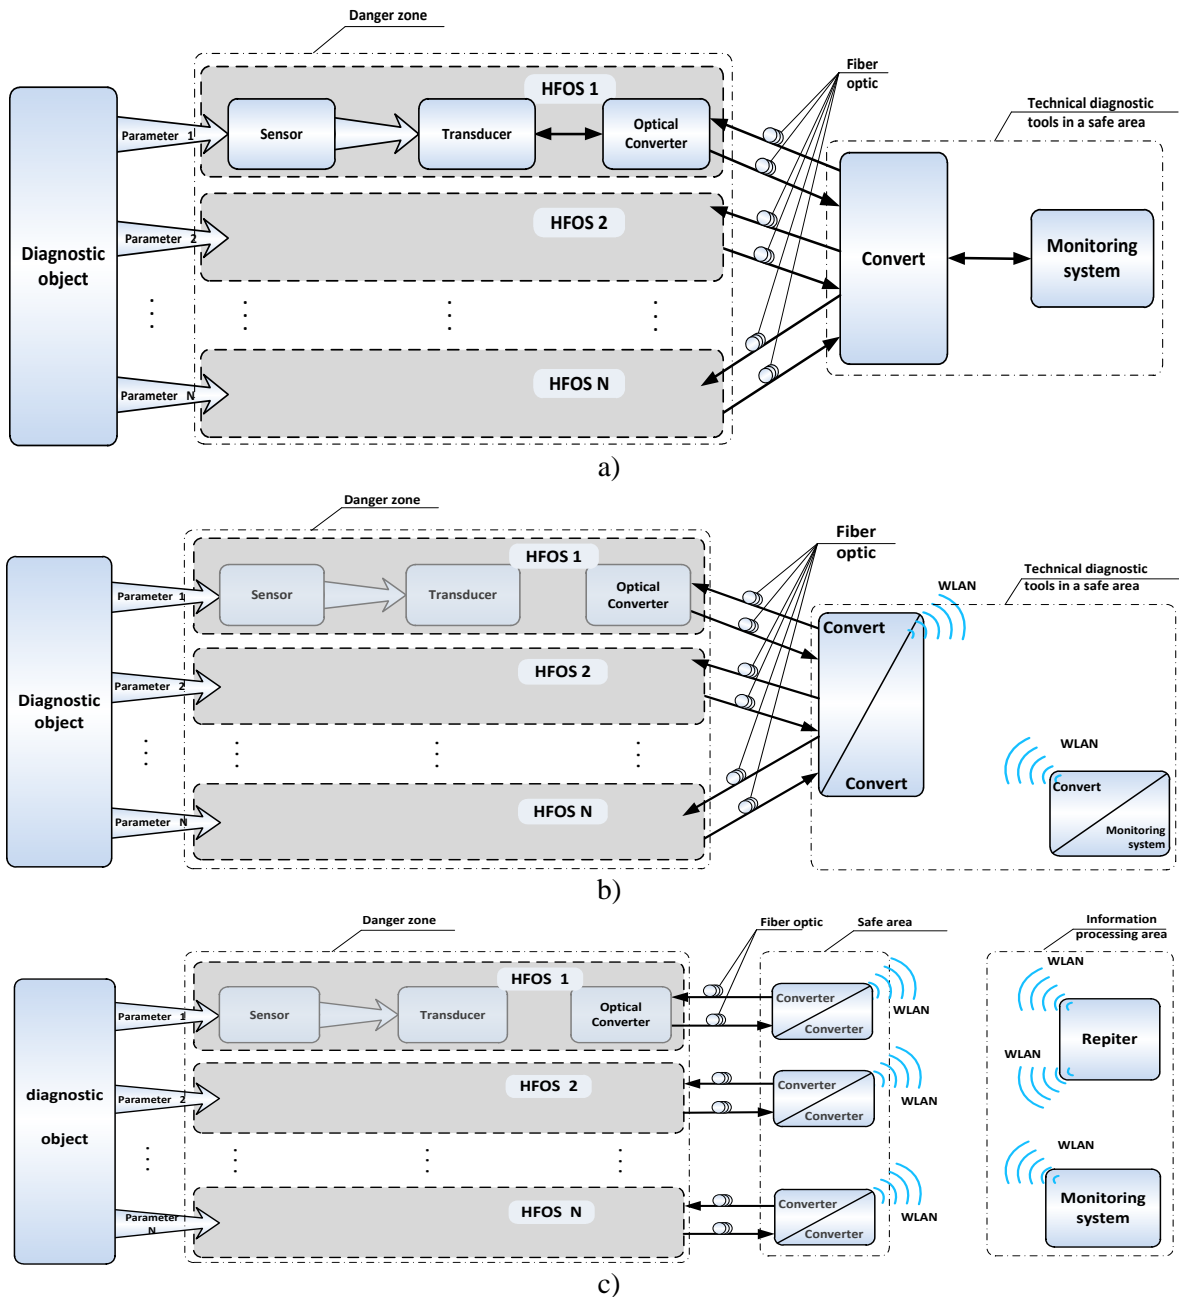 Danger zone
Fiber
optic
HFOS 1
Technical diagnostic
tools in a safe area
Parameter 1
Sensor
Transducer
Optical
Converter
HFOS 2
Parameter 2
Diagnostic
object
Convert
Monitoring
system
HFOS N
Parameter N
a)
Danger zone
Fiber
optic
HFOS 1
WLAN
Technical diagnostic
tools in a safe area
Parameter 1
Sensor
Transducer
Optical
Converter
Convert
HFOS 2
Parameter 2
Diagnostic
object
WLAN
Convert
Convert
HFOS N
Parameter N
Monitoring
system
b)
Danger zone
Fiber optic
Safe area
Information
processing area
WLAN
HFOS 1
Parameter 1
Sensor
Transducer
Optical
Converter
Converter
Converter
WLAN
Repiter
WLAN
HFOS 2
Parameter 2
Converter
Converter
WLAN
diagnostic
object
WLAN
HFOS N
Parameter
N
Converter
Converter
WLAN
Monitoring
system
c)